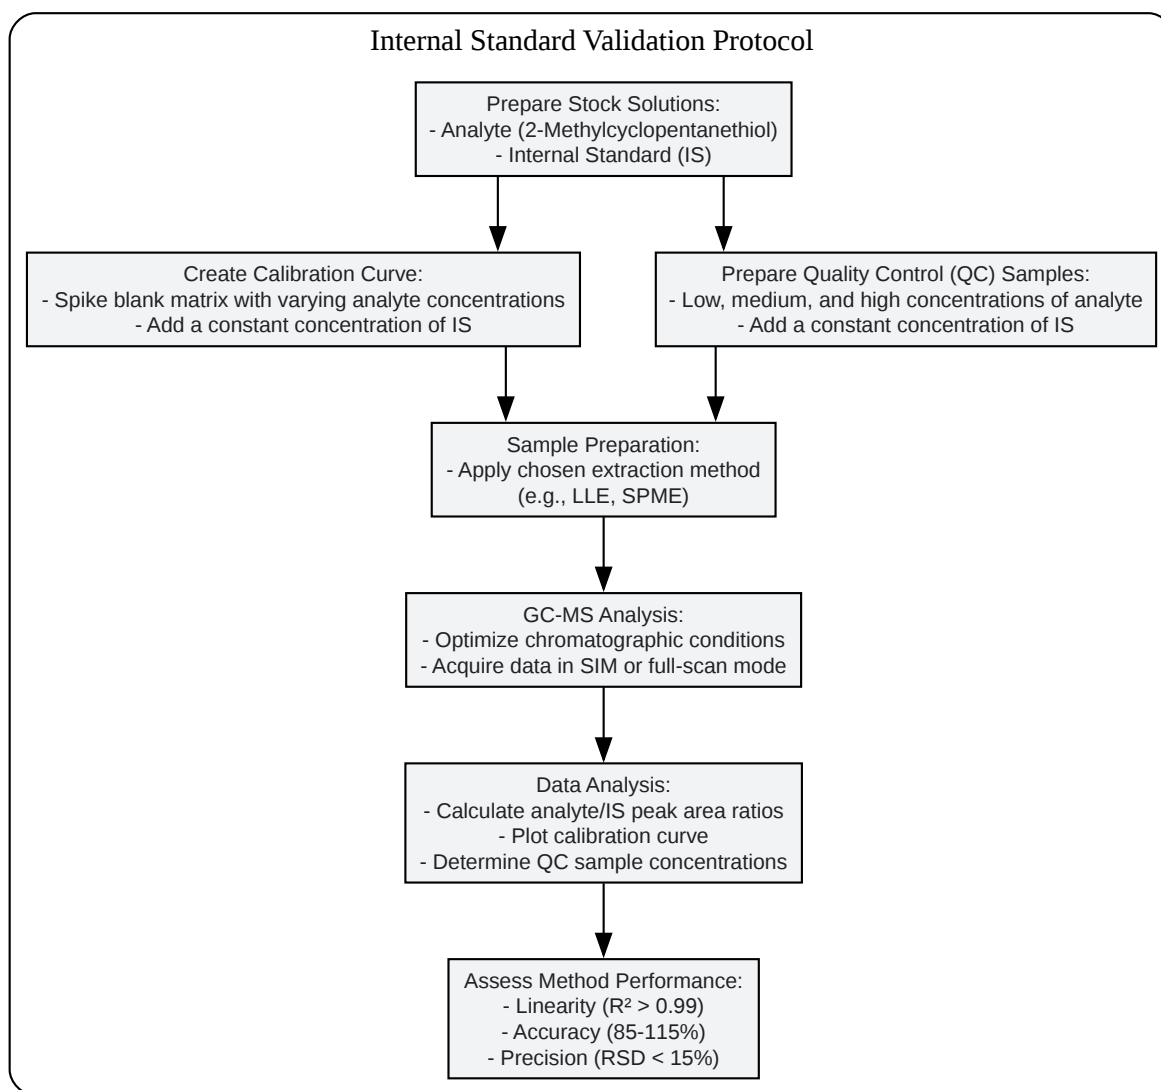 Internal Standard Validation Protocol
Prepare Stock Solutions:
- Analyte (2-Methylcyclopentanethiol)
- Internal Standard (IS)
Create Calibration Curve:
- Spike blank matrix with varying analyte concentrations
- Add a constant concentration of IS
Prepare Quality Control (QC) Samples:
- Low, medium, and high concentrations of analyte
- Add a constant concentration of IS
Sample Preparation:
- Apply chosen extraction method
(e.g., LLE, SPME)
GC-MS Analysis:
- Optimize chromatographic conditions
- Acquire data in SIM or full-scan mode
Data Analysis:
- Calculate analyte/IS peak area ratios
- Plot calibration curve
- Determine QC sample concentrations
Assess Method Performance:
- Linearity (R² > 0.99)
- Accuracy (85-115%)
- Precision (RSD < 15%)